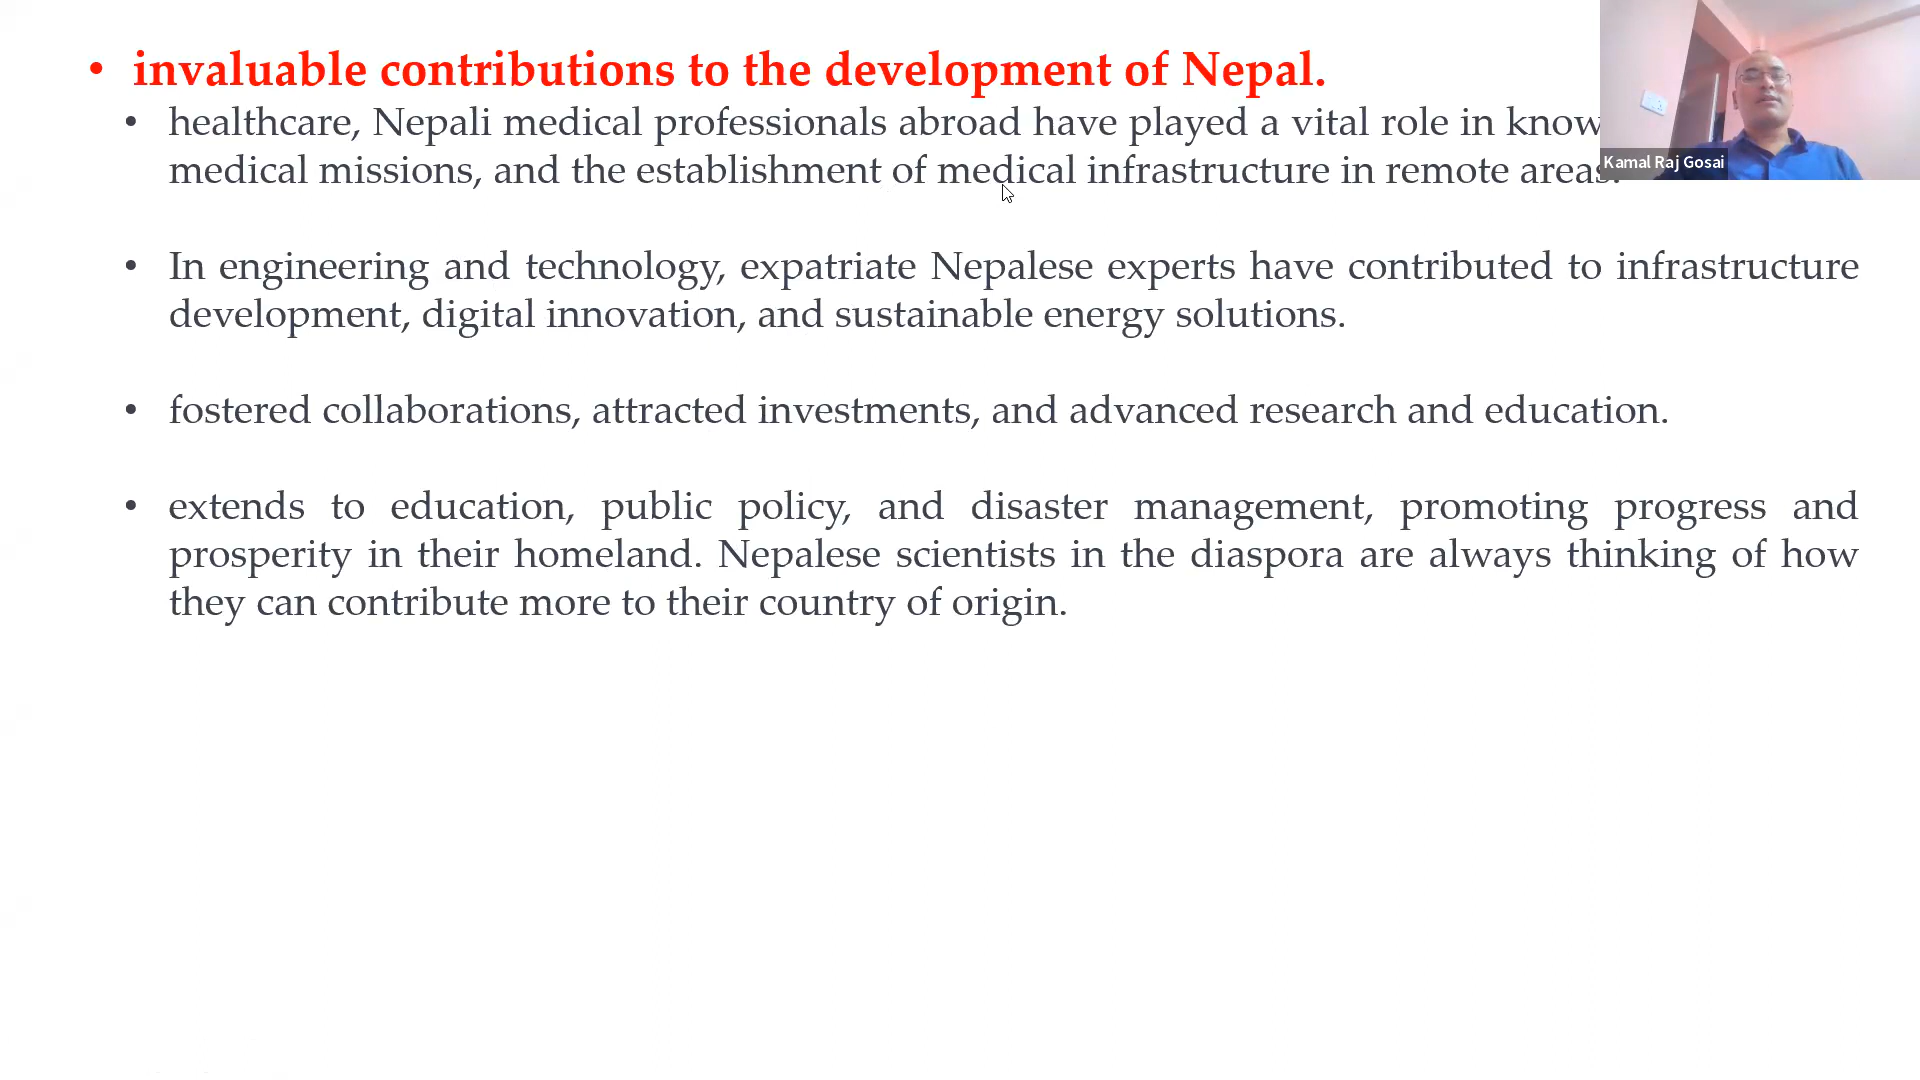 • invaluable contributions to the development of Nepal.
• healthcare, Nepali medical professionals abroad have played a vital role in
medical missions, and the establishment of medical infrastructure in remote areas.
Kamal Raj Gosai
• In engineering and technology, expatriate Nepalese experts have contributed to infrastructure
development, digital innovation, and sustainable energy solutions.
• fostered collaborations, attracted investments, and advanced research and education.
• extends to education, public policy, and disaster management, promoting progress and
prosperity in their homeland. Nepalese scientists in the diaspora are always thinking of how
they can contribute more to their country of origin.